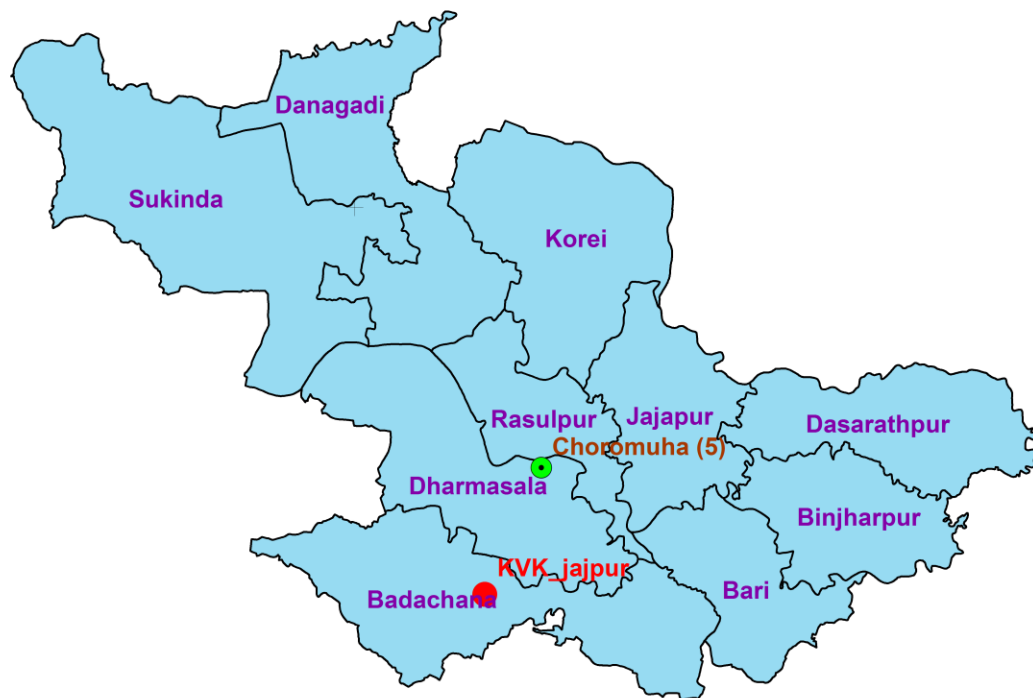 Danagadi
Sukinda
Korei
Rasulpur
Jajapur
Dasarathpur
Choromuha (5)
Dharmasala
Binjharpur
KVK_jajpur
Badachana
Bari